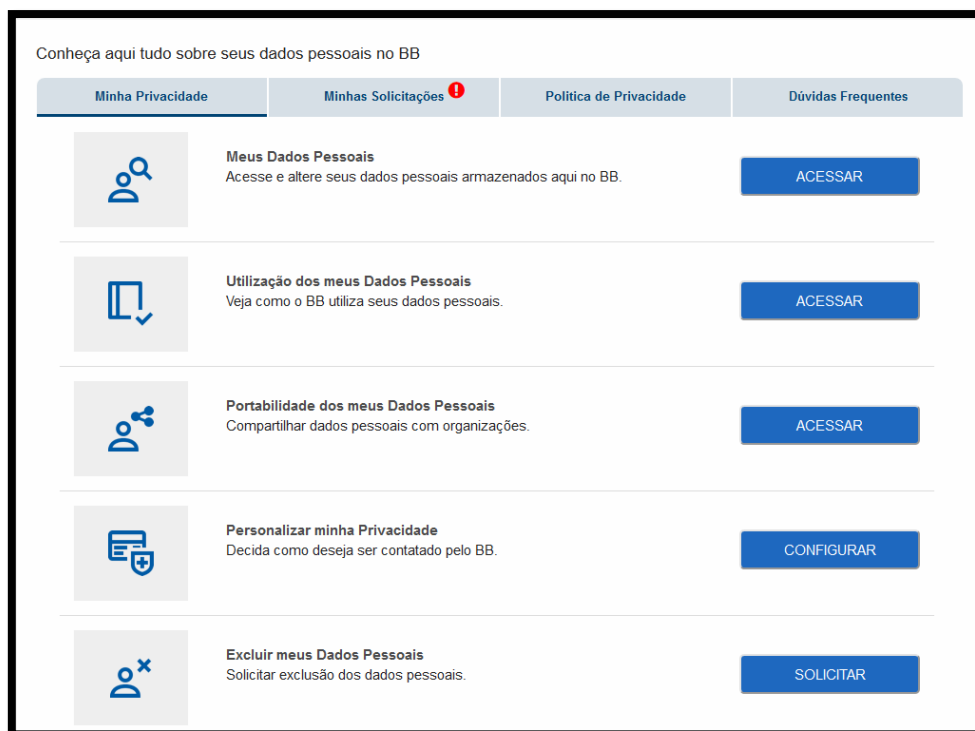 Conheça aqui tudo sobre seus dados pessoais no BB
Minha Privacidade
Minhas Solicitações
Politica de Privacidade
Dúvidas Frequentes
Meus Dados Pessoais
Acesse e altere seus dados pessoais armazenados aqui no BB.
ACESSAR
Utilização dos meus Dados Pessoais
Veja como o BB utiliza seus dados pessoais.
ACESSAR
Portabilidade dos meus Dados Pessoais
Compartilhar dados pessoais com organizações.
ACESSAR
Personalizar minha Privacidade
Decida como deseja ser contatado pelo BB.
CONFIGURAR
Excluir meus Dados Pessoais
Solicitar exclusão dos dados pessoais.
SOLICITAR